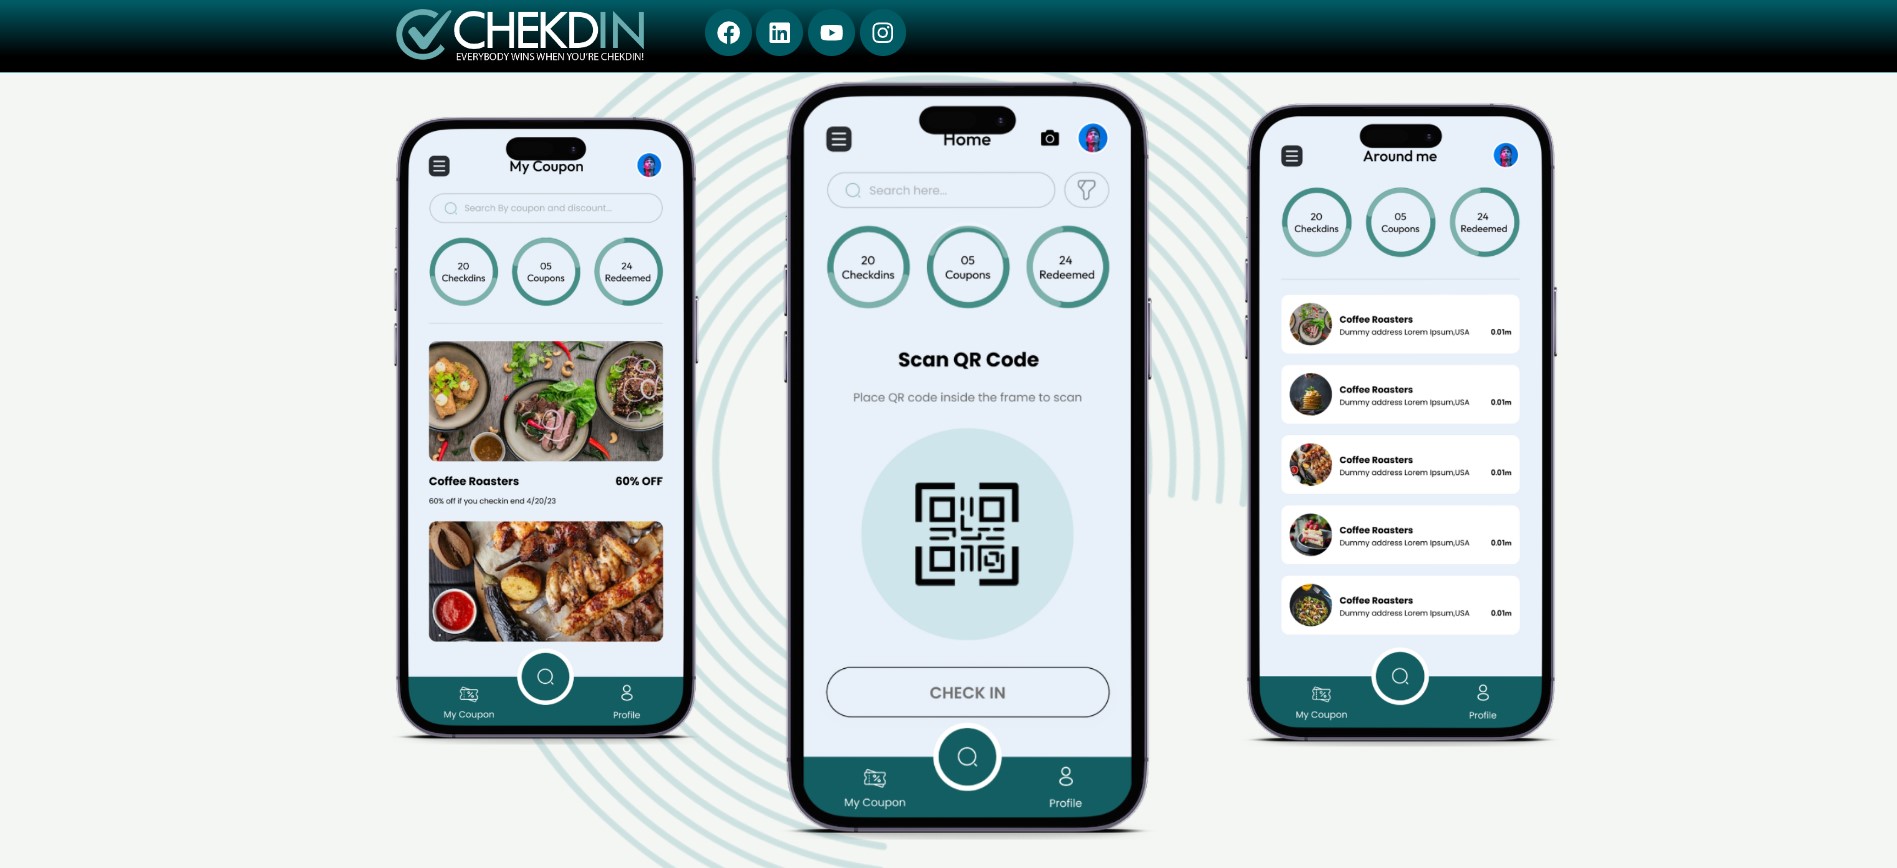 CHEKDIN
EVERYBODY WINS WHEN YOU'RE CHEKDIN!
My Coupon
Search By coupon and discount...
20
Checkdins
05
Coupons
24
Redeemed
Coffee Roasters
60% OFF
60% off if you checkin end 4/20/23
My Coupon
Profile
Home
Search here...
20
Checkdins
05
Coupons
24
Redeemed
Scan QR Code
Place QR code inside the frame to scan
CHECK IN
My Coupon
Profile
Around me
20
Checkdins
05
Coupons
24
Redeemed
Coffee Roasters
Dummy address Lorem Ipsum,USA 0.01m
Coffee Roasters
Dummy address Lorem Ipsum,USA 0.01m
Coffee Roasters
Dummy address Lorem Ipsum,USA 0.01m
Coffee Roasters
Dummy address Lorem Ipsum,USA 0.01m
Coffee Roasters
Dummy address Lorem Ipsum,USA 0.01m
My Coupon
Profile